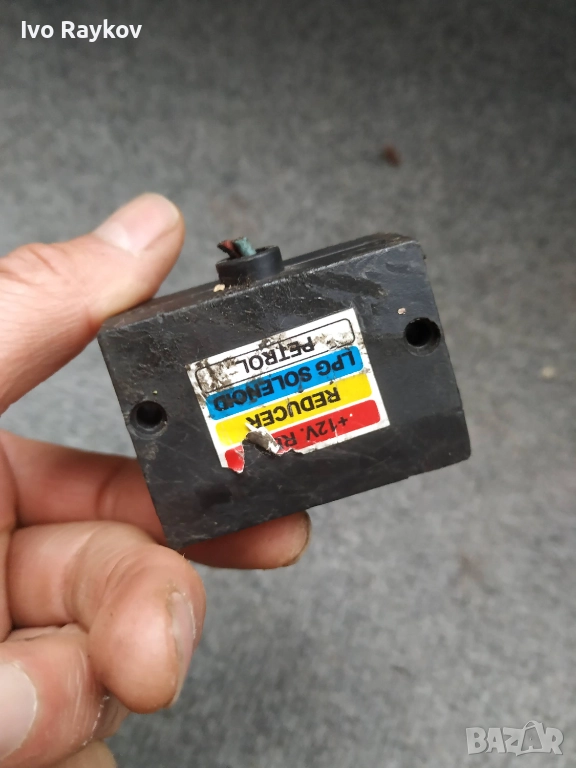 Ivo Raykov
+12V.
REDUCER
LPG SOLENOID
PETROL
BAZAR